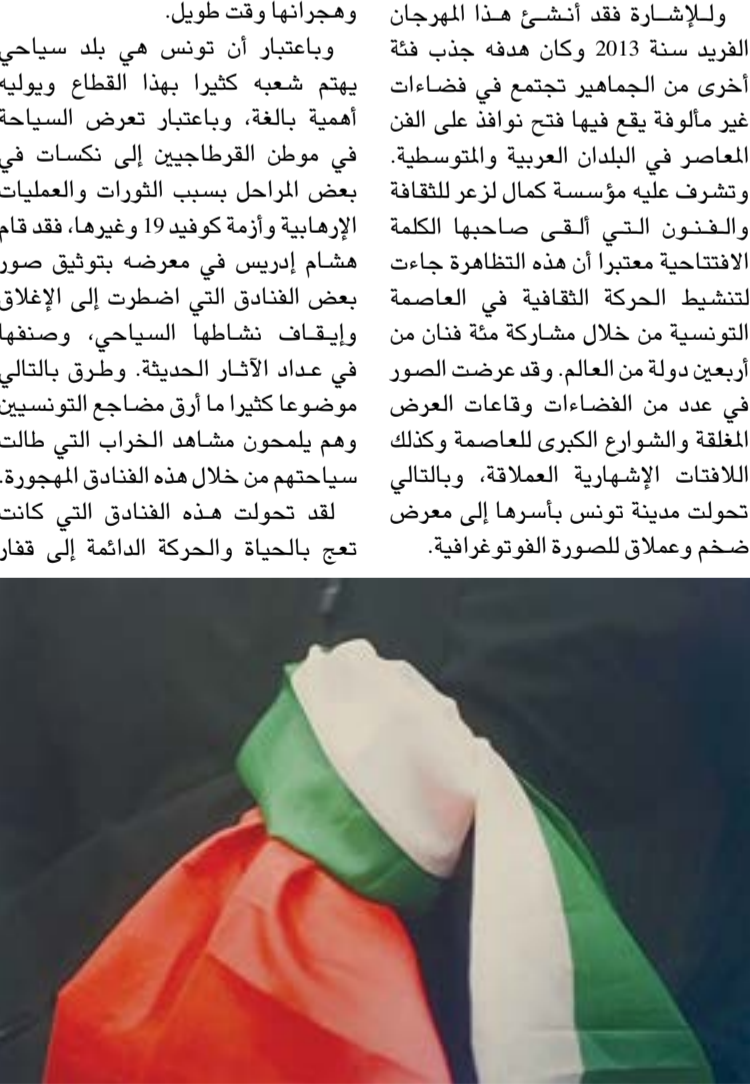 وللإشارة فقد أنشئ هذا المهرجان
الفريد سنة 2013 وكان هدفه جذب فئة
أخرى من الجماهير تجتمع في فضاءات
غير مألوفة يقع فيها فتح نوافذ على الفن
المعاصر في البلدان العربية والمتوسطية.
وتشرف عليه مؤسسة كمال لزعر للثقافة
والفنون التي ألقى صاحبها الكلمة
الافتتاحية معتبرا أن هذه التظاهرة جاءت
لتنشيط الحركة الثقافية في العاصمة
التونسية من خلال مشاركة مئة فنان من
أربعين دولة من العالم. وقد عرضت الصور
في عدد من الفضاءات وقاعات العرض
المغلقة والشوارع الكبرى للعاصمة وكذلك
اللافتات الإشهارية العملاقة، وبالتالي
تحولت مدينة تونس بأسرها إلى معرض
ضخم وعملاق للصورة الفوتوغرافية.
وهجرانها وقت طويل.
وباعتبار أن تونس هي بلد سياحي
يهتم شعبه كثيرا بهذا القطاع ويوليه
أهمية بالغة، وباعتبار تعرض السياحة
في موطن القرطاجيين إلى نكسات في
بعض المراحل بسبب الثورات والعمليات
الإرهابية وأزمة كوفيد 19 وغيرها، فقد قام
هشام إدريس في معرضه بتوثيق صور
بعض الفنادق التي اضطرت إلى الإغلاق
وإيقاف نشاطها السياحي، وصنفها
في عداد الآثار الحديثة. وطرق بالتالي
موضوعا كثيرا ما أرق مضاجع التونسيين
وهم يلمحون مشاهد الخراب التي طالت
سياحتهم من خلال هذه الفنادق المهجورة.
لقد تحولت هذه الفنادق التي كانت
تعج بالحياة والحركة الدائمة إلى قفار